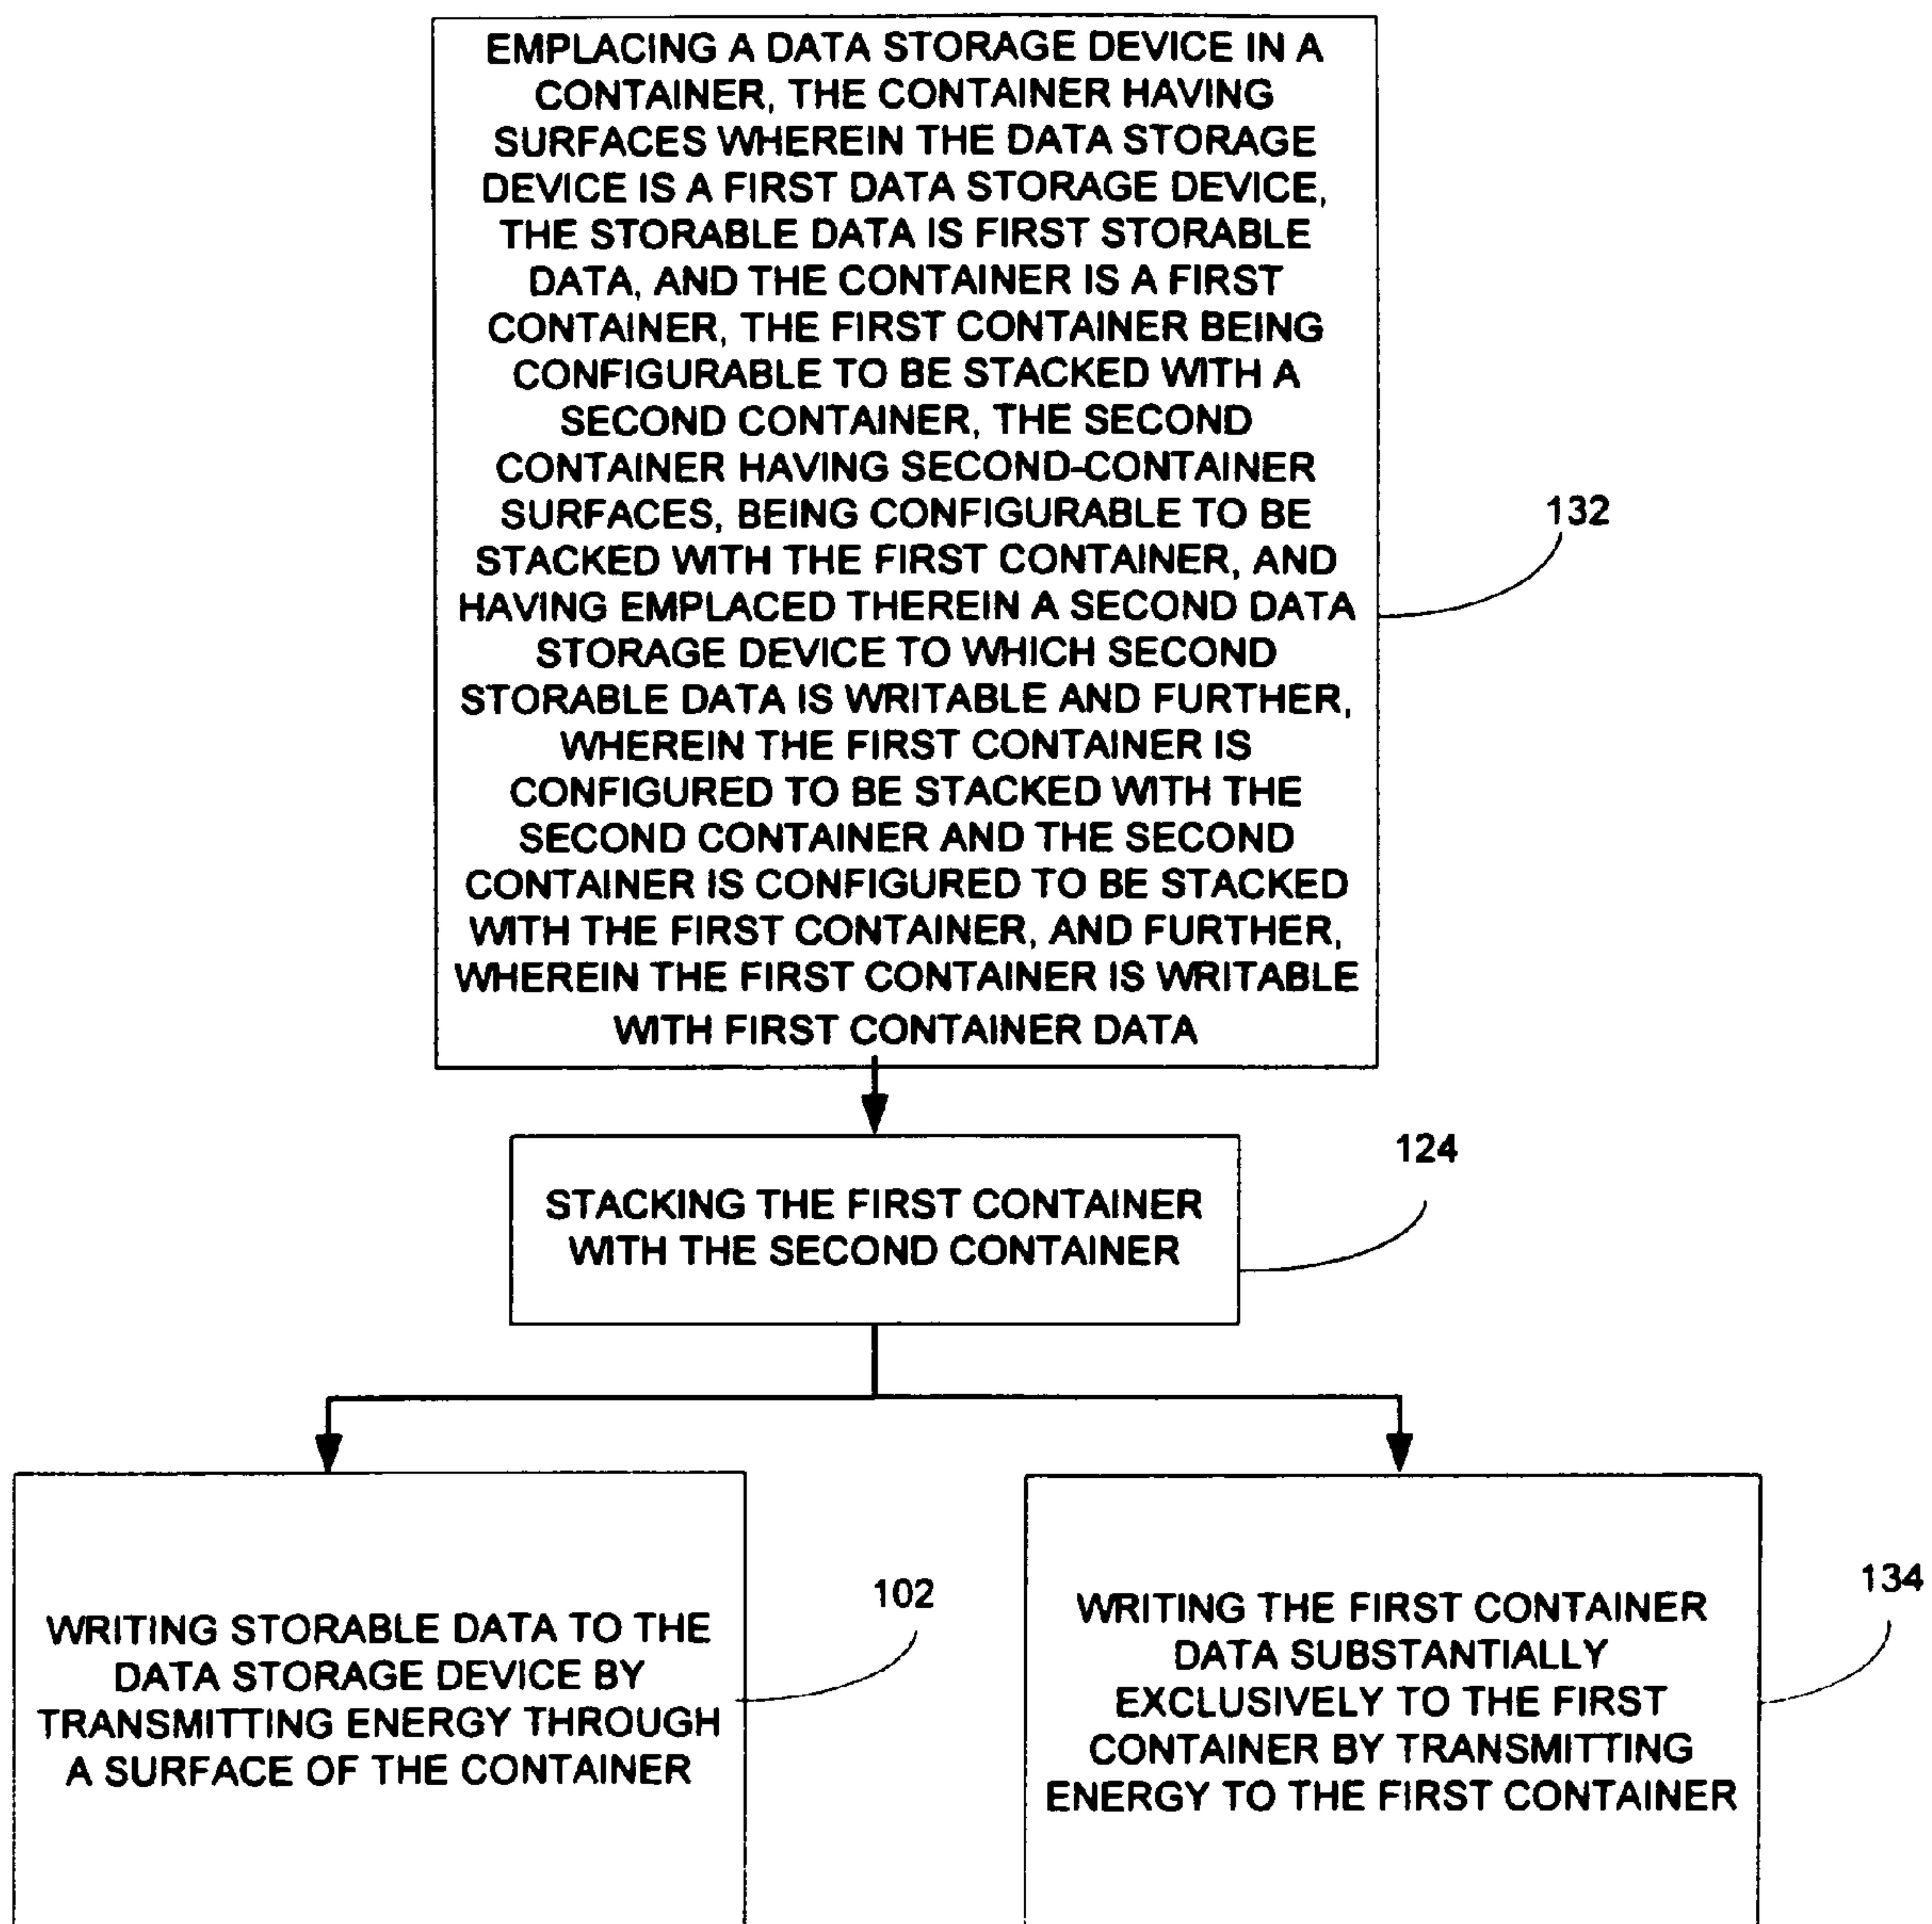 EMPLACING A DATA STORAGE DEVICE IN A
CONTAINER, THE CONTAINER HAVING
SURFACES WHEREIN THE DATA STORAGE
DEVICE IS A FIRST DATA STORAGE DEVICE,
THE STORABLE DATA IS FIRST STORABLE
DATA, AND THE CONTAINER IS A FIRST
CONTAINER, THE FIRST CONTAINER BEING
CONFIGURABLE TO BE STACKED WITH A
SECOND CONTAINER, THE SECOND
CONTAINER HAVING SECOND-CONTAINER
SURFACES, BEING CONFIGURABLE TO BE
STACKED WITH THE FIRST CONTAINER, AND
HAVING EMPLACED THEREIN A SECOND DATA
STORAGE DEVICE TO WHICH SECOND
STORABLE DATA IS WRITABLE AND FURTHER,
WHEREIN THE FIRST CONTAINER IS
CONFIGURED TO BE STACKED WITH THE
SECOND CONTAINER AND THE SECOND
CONTAINER IS CONFIGURED TO BE STACKED
WITH THE FIRST CONTAINER, AND FURTHER,
WHEREIN THE FIRST CONTAINER IS WRITABLE
WITH FIRST CONTAINER DATA
132
STACKING THE FIRST CONTAINER
WITH THE SECOND CONTAINER
124
WRITING STORABLE DATA TO THE
DATA STORAGE DEVICE BY
TRANSMITTING ENERGY THROUGH
A SURFACE OF THE CONTAINER
102
WRITING THE FIRST CONTAINER
DATA SUBSTANTIALLY
EXCLUSIVELY TO THE FIRST
CONTAINER BY TRANSMITTING
ENERGY TO THE FIRST CONTAINER
134